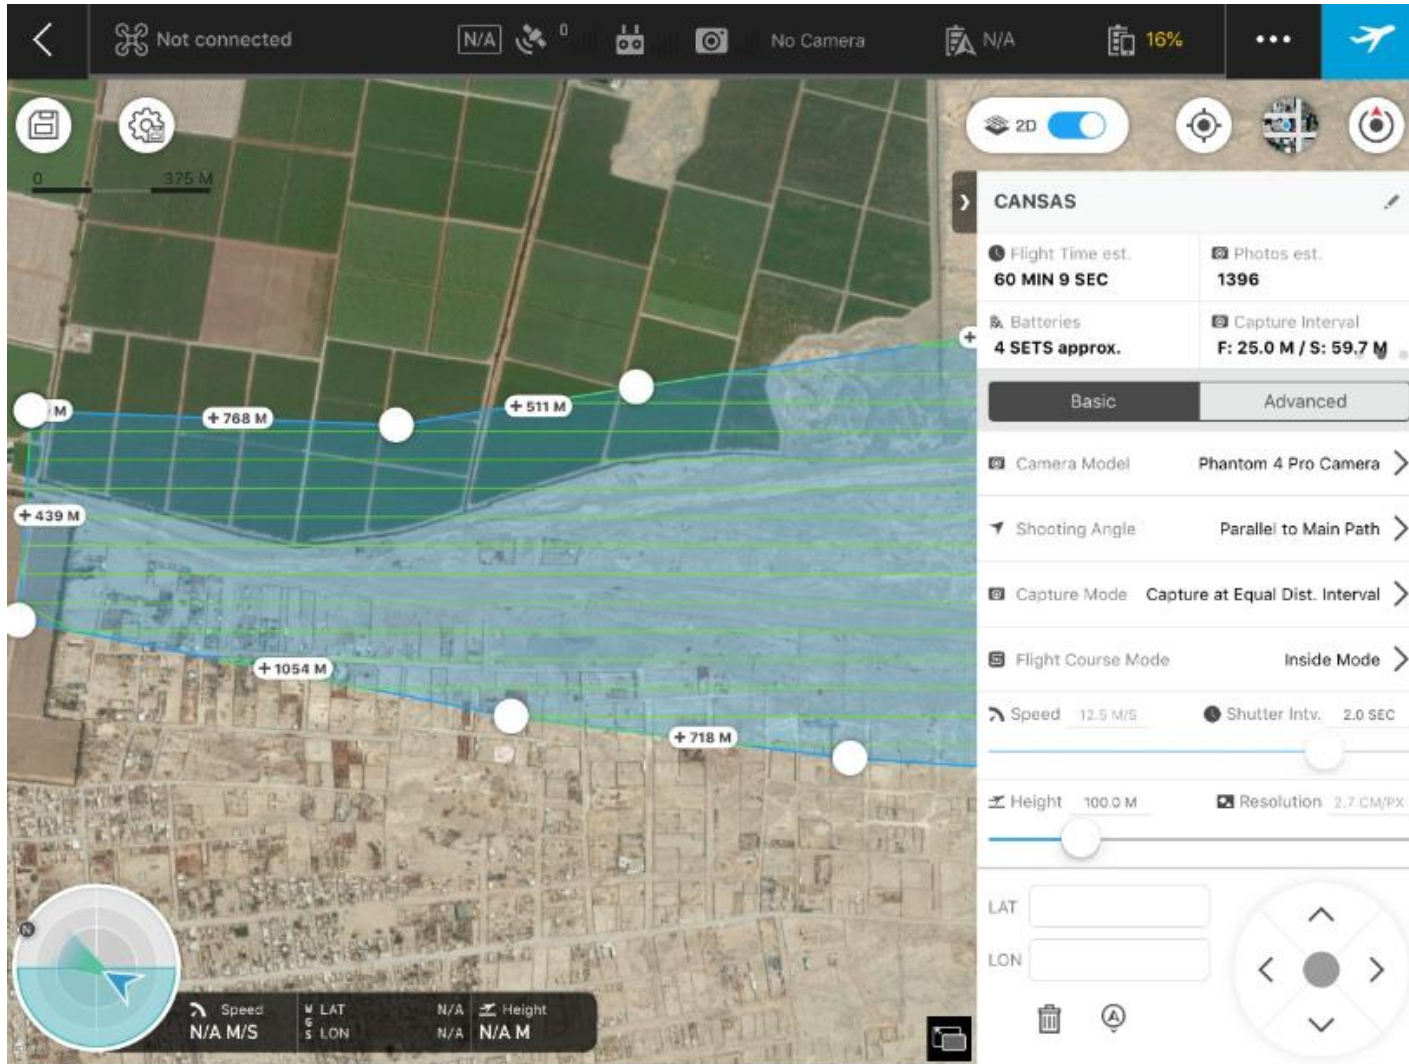 Not connected N/A 0 No Camera N/A 16%
2D
0 375 M
CANSAS
Flight Time est. Photos est.
60 MIN 9 SEC 1396
Batteries Capture Interval
4 SETS approx. F: 25.0 M / S: 59.7 M
Basic Advanced
Camera Model Phantom 4 Pro Camera
Shooting Angle Parallel to Main Path
Capture Mode Capture at Equal Dist. Interval
Flight Course Mode Inside Mode
Speed 12.5 M/S Shutter Intv. 2.0 SEC
Height 100.0 M Resolution 2.7 CM/PX
LAT
LON
+
M
+ 768 M
+ 511 M
+ 439 M
+ 1054 M
+ 718 M
N
Speed WGS LAT N/A Height
N/A M/S LON N/A N/A M